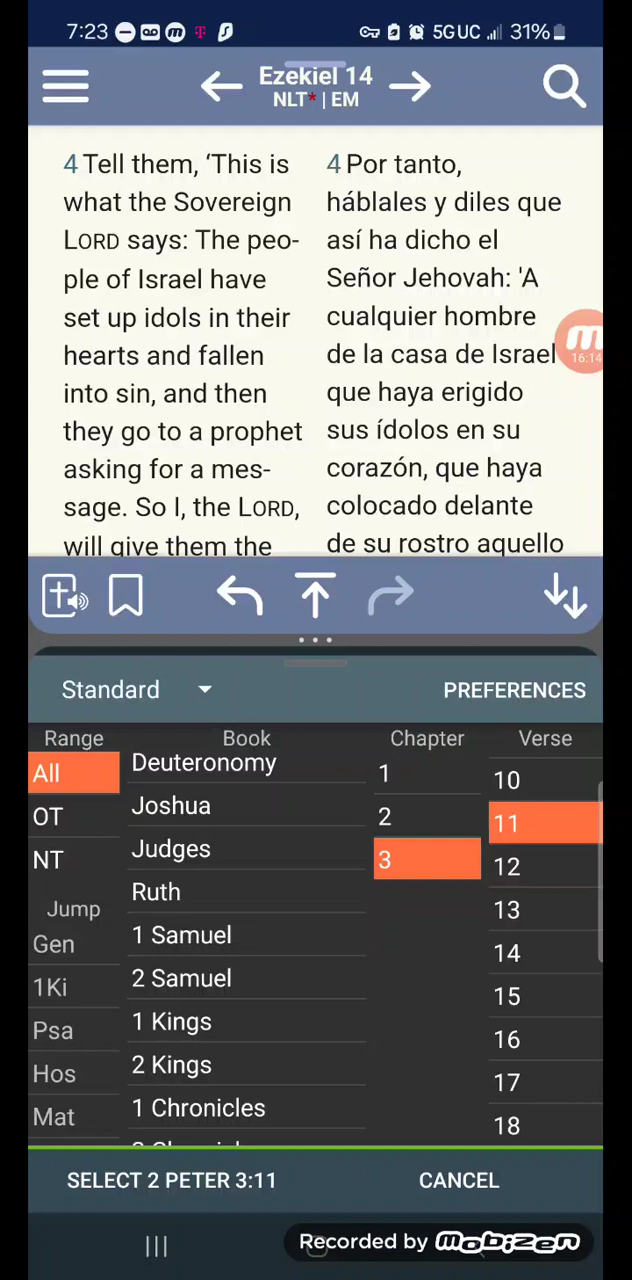 7:23 5GUC 31%
Ezekiel 14
NLT* | EM
4 Tell them, ‘This is
what the Sovereign
LORD says: The peo-
ple of Israel have
set up idols in their
hearts and fallen
into sin, and then
they go to a prophet
asking for a mes-
sage. So I, the LORD,
will give them the
4 Por tanto,
háblales y diles que
así ha dicho el
Señor Jehovah: 'A
cualquier hombre
de la casa de Israel
que haya erigido
sus ídolos en su
corazón, que haya
colocado delante
de su rostro aquello
16:14
Standard PREFERENCES
Range Book Chapter Verse
All
OT
NT
Jump
Gen
1Ki
Psa
Hos
Mat
Deuteronomy
Joshua
Judges
Ruth
1 Samuel
2 Samuel
1 Kings
2 Kings
1 Chronicles
1
2
3
10
11
12
13
14
15
16
17
18
SELECT 2 PETER 3:11 CANCEL
Recorded by mobizen